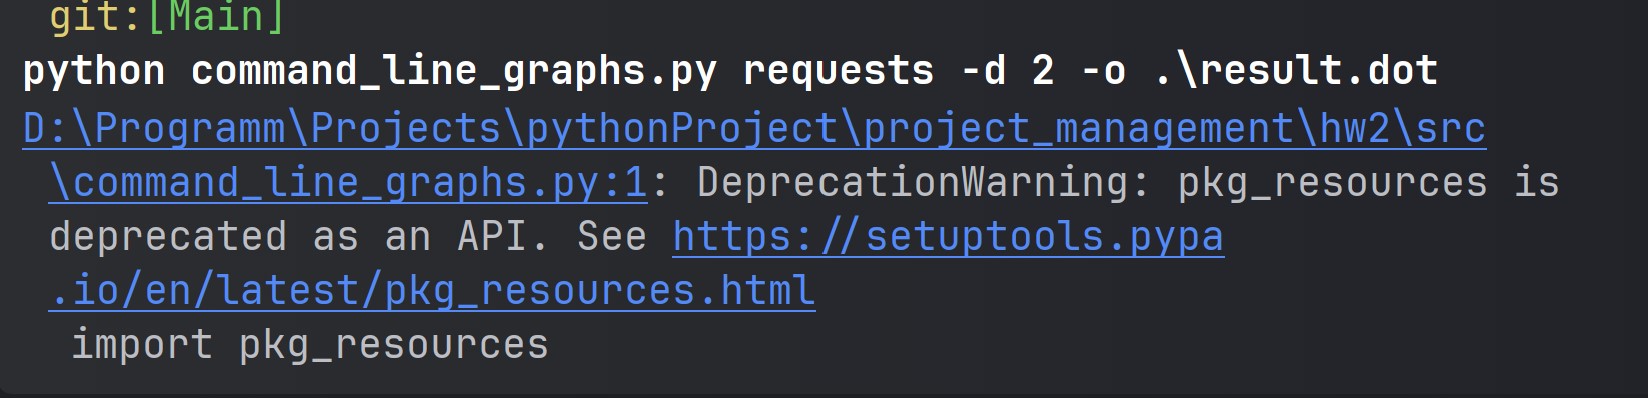 git:[Main]
python command_line_graphs.py requests -d 2 -o .\result.dot
D:\Programm\Projects\pythonProject\project_management\hw2\src
\command_line_graphs.py:1: DeprecationWarning: pkg_resources is
deprecated as an API. See https://setuptools.pypa
.io/en/latest/pkg_resources.html
import pkg_resources